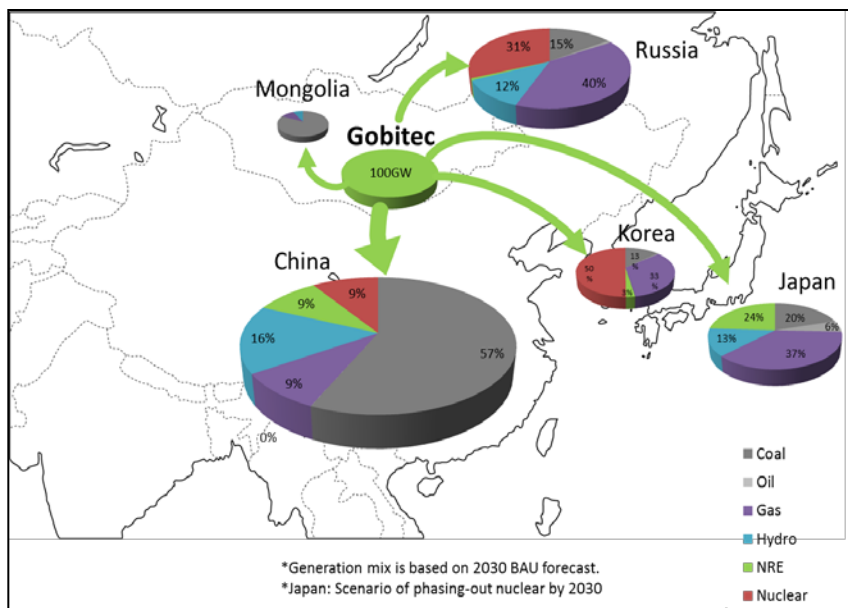 31%
15%
Russia
12%
40%
Mongolia
Gobitec
100GW
Korea
50
%
13
%
33
%
3%
China
9%
9%
16%
57%
9%
0%
Japan
24%
20%
6%
13%
37%
Coal
Oil
Gas
Hydro
NRE
Nuclear
*Generation mix is based on 2030 BAU forecast.
*Japan: Scenario of phasing-out nuclear by 2030